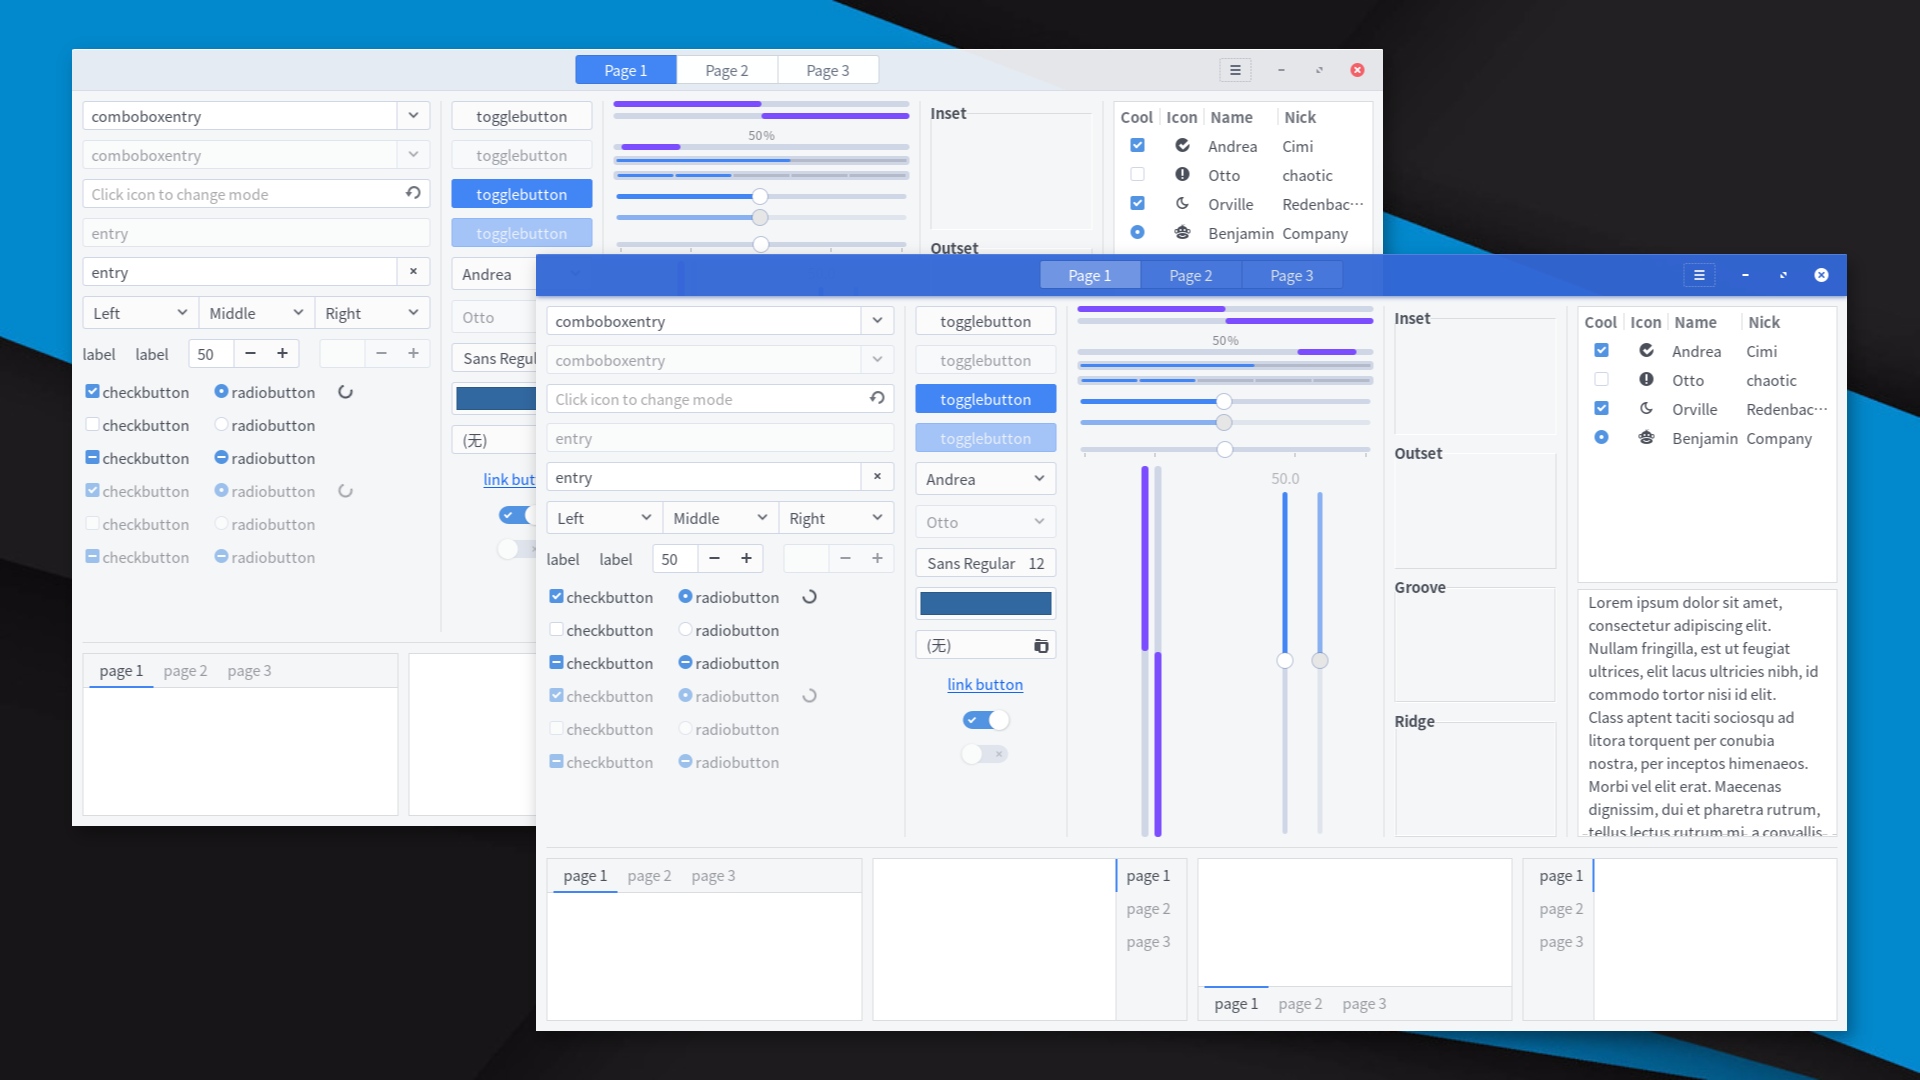 Page 1 Page 2 Page 3
comboboxentry
comboboxentry
Click icon to change mode
entry
entry
Left Middle Right
label label 50
checkbutton radiobutton
checkbutton radiobutton
checkbutton radiobutton
checkbutton radiobutton
checkbutton radiobutton
checkbutton radiobutton
togglebutton
togglebutton
togglebutton
togglebutton
Andrea
Otto
Sans Regul
(无)
link but
50%
Inset
Outset
Cool Icon Name Nick
Andrea Cimi
Otto chaotic
Orville Redenbac…
Benjamin Company
page 1 page 2 page 3
Page 1 Page 2 Page 3
comboboxentry
comboboxentry
Click icon to change mode
entry
entry
Left Middle Right
label label 50
checkbutton radiobutton
checkbutton radiobutton
checkbutton radiobutton
checkbutton radiobutton
checkbutton radiobutton
checkbutton radiobutton
togglebutton
togglebutton
togglebutton
togglebutton
Andrea
Otto
Sans Regular 12
(无)
link button
50%
50.0
Inset
Outset
Groove
Ridge
Cool Icon Name Nick
Andrea Cimi
Otto chaotic
Orville Redenbac…
Benjamin Company
Lorem ipsum dolor sit amet,
consectetur adipiscing elit.
Nullam fringilla, est ut feugiat
ultrices, elit lacus ultricies nibh, id
commodo tortor nisi id elit.
Class aptent taciti sociosqu ad
litora torquent per conubia
nostra, per inceptos himenaeos.
Morbi vel elit erat. Maecenas
dignissim, dui et pharetra rutrum,
tellus lectus rutrum mi, a convallis
page 1 page 2 page 3
page 1
page 2
page 3
page 1 page 2 page 3
page 1
page 2
page 3